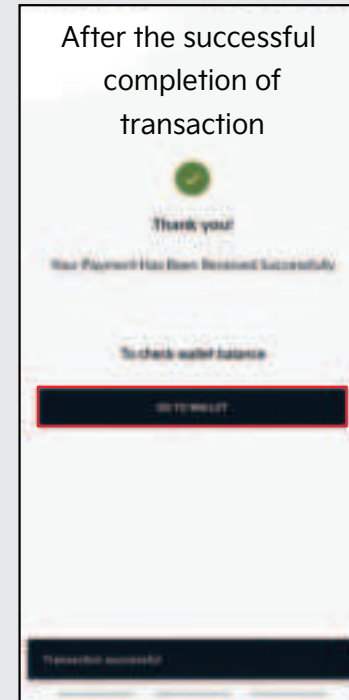 After the successful
completion of
transaction
Thank you!
Your Payment Has Been Received Successfully
To check wallet balance
GO TO WALLET
Transaction successful